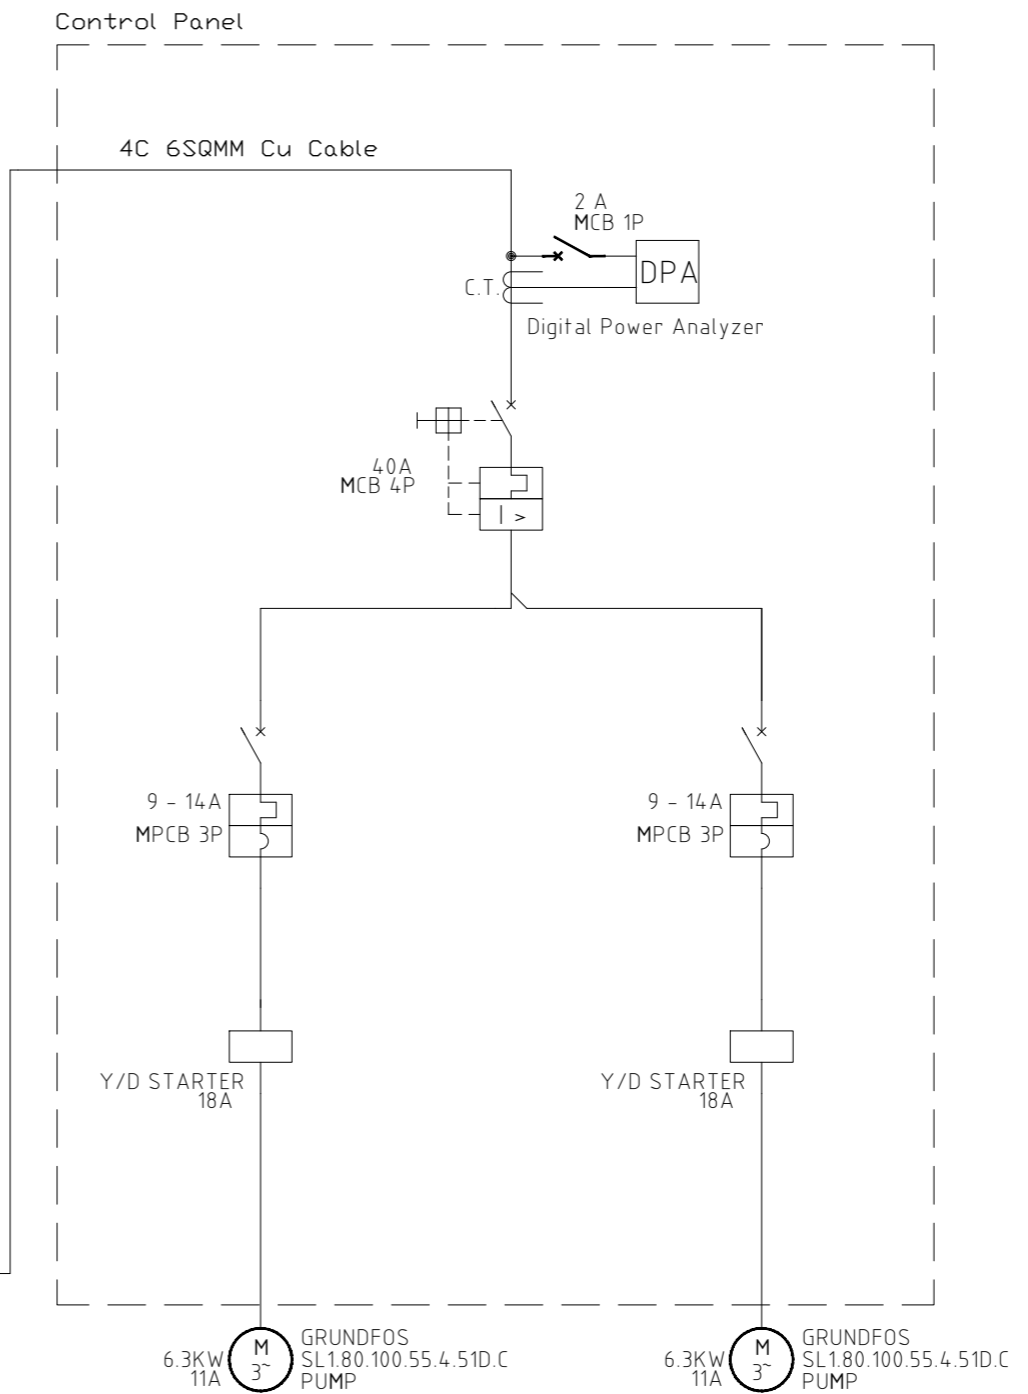 Control Panel
4C 6SQMM Cu Cable
2 A
MCB 1P
DPA
C.T.
Digital Power Analyzer
40A
MCB 4P
I >
9 - 14A
MPCB 3P
9 - 14A
MPCB 3P
Y/D STARTER
18A
Y/D STARTER
18A
6.3KW
11A
M
3~
GRUNDFOS
SL1.80.100.55.4.51D.C
PUMP
6.3KW
11A
M
3~
GRUNDFOS
SL1.80.100.55.4.51D.C
PUMP